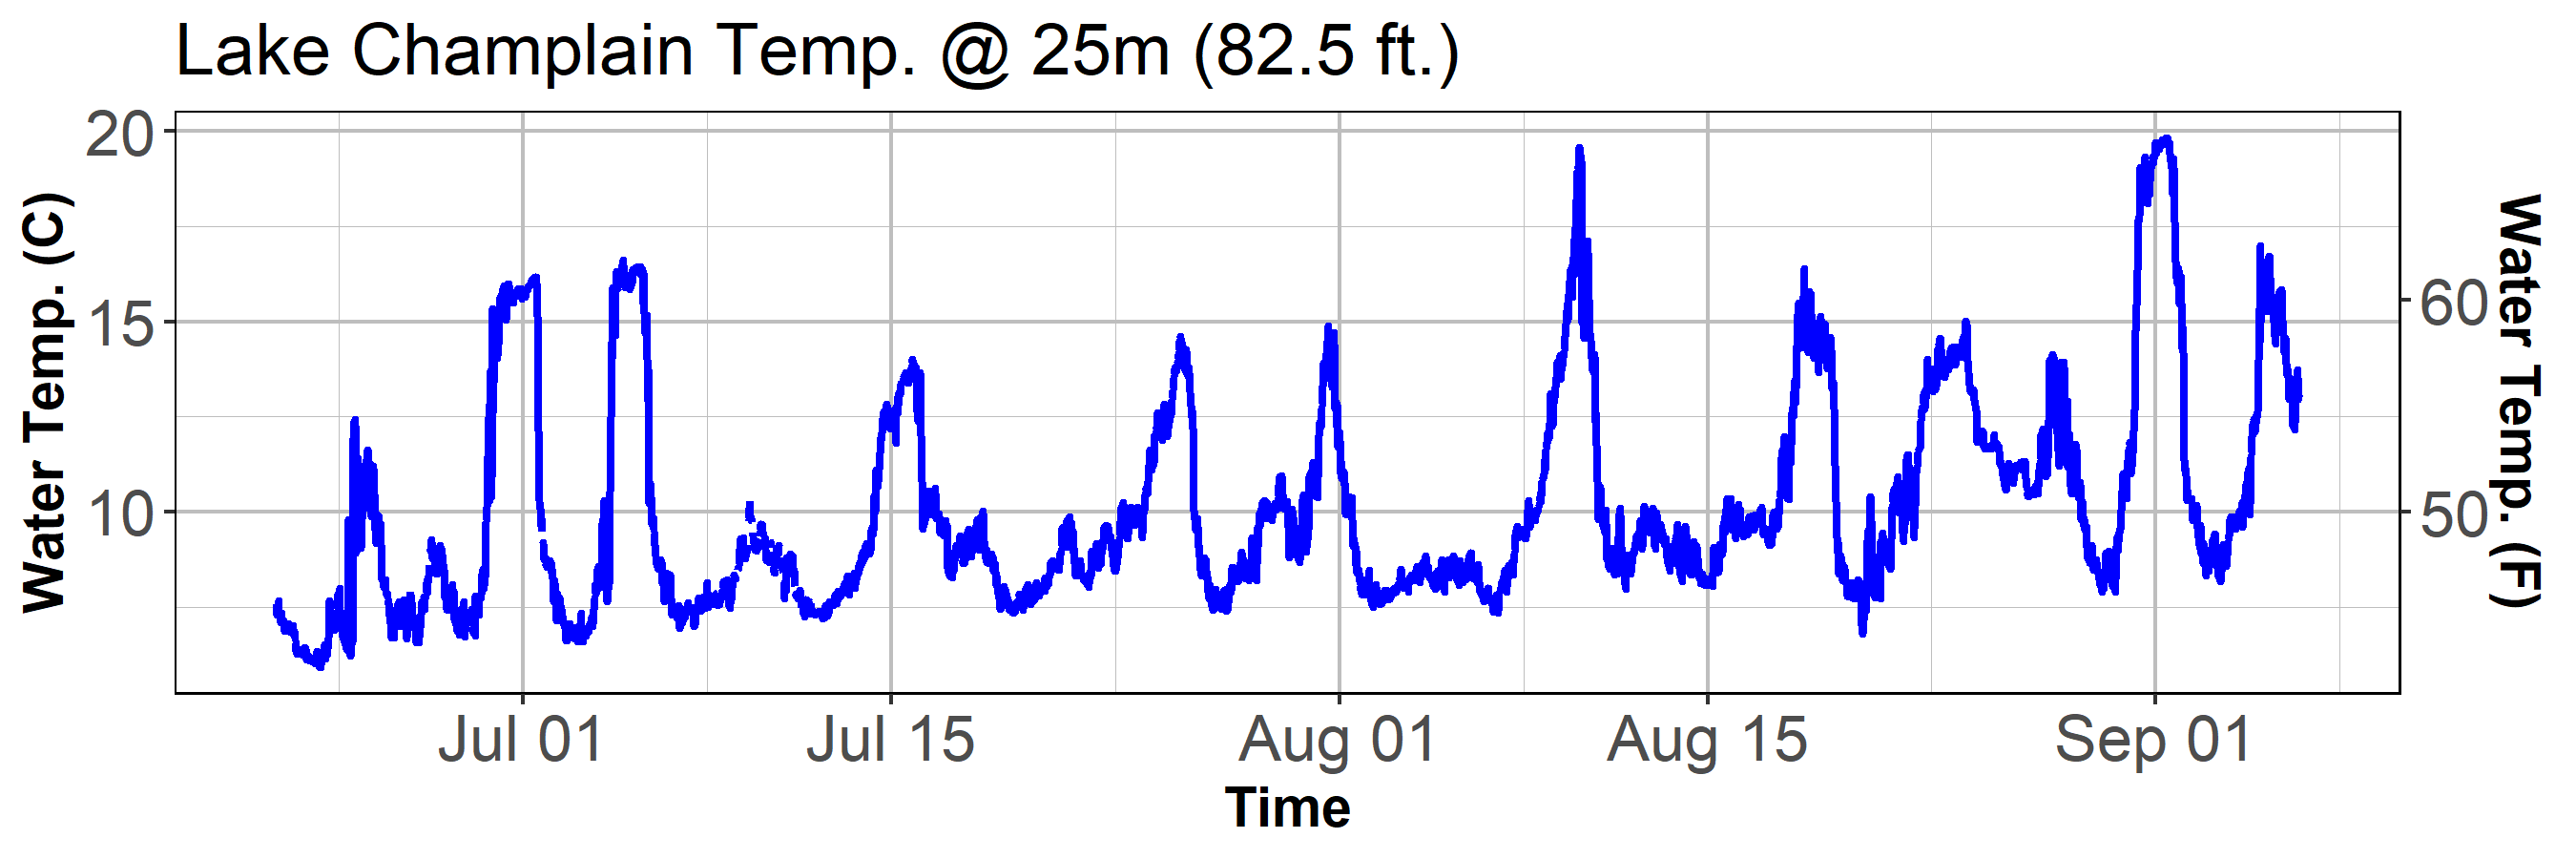 Lake Champlain Temp. @ 25m (82.5 ft.)
Water Temp. (C)
20
15
10
60
50
Water Temp. (F)
Jul 01 Jul 15 Aug 01 Aug 15 Sep 01
Time